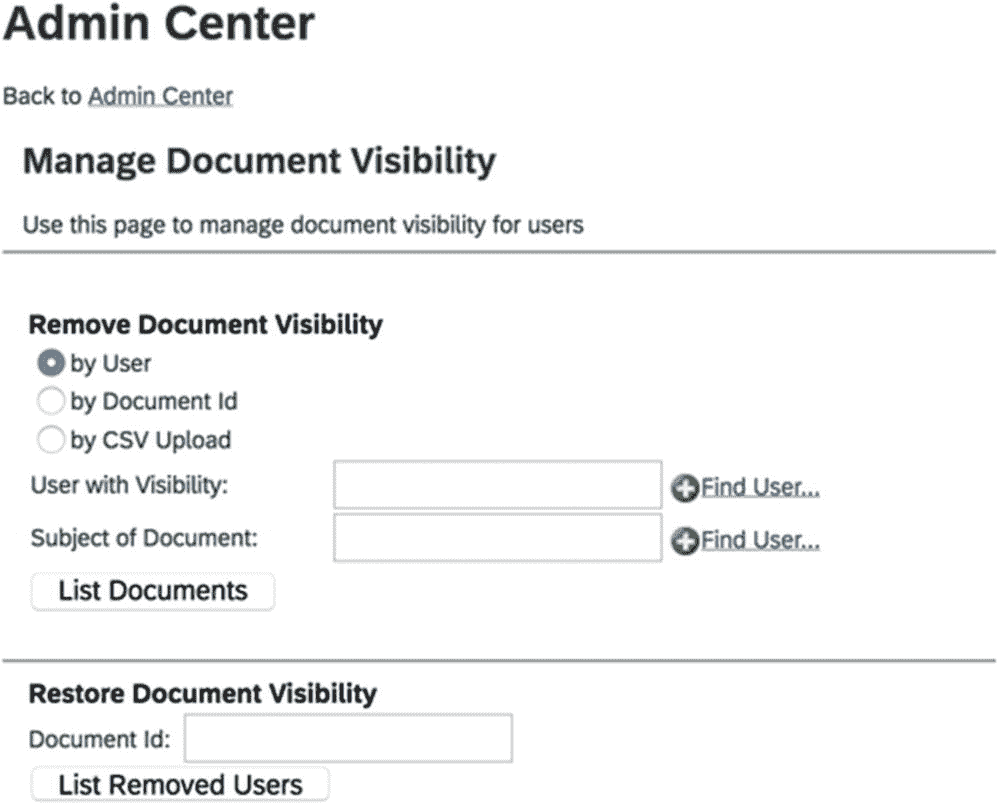 Admin Center
Back to Admin Center
Manage Document Visibility
Use this page to manage document visibility for users
Remove Document Visibility
by User
by Document Id
by CSV Upload
User with Visibility: Find User...
Subject of Document: Find User...
List Documents
Restore Document Visibility
Document Id:
List Removed Users